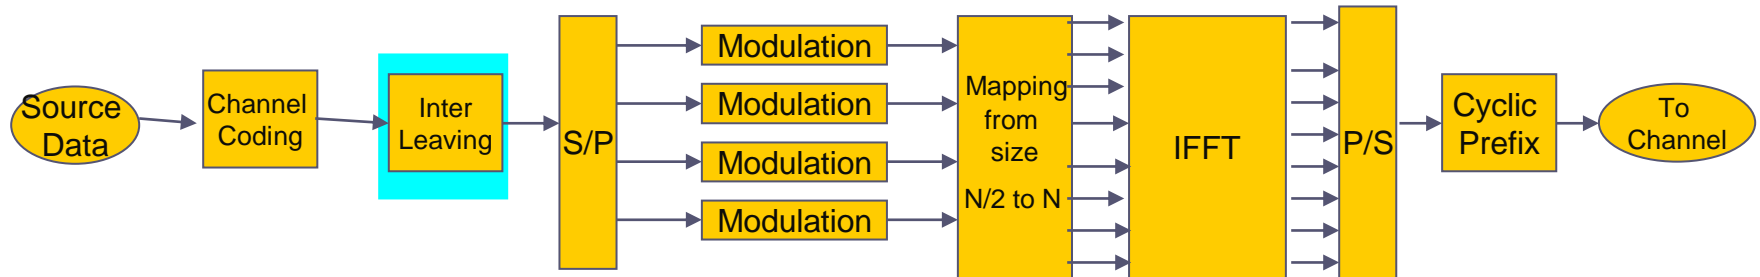 Source
Data
Channel
Coding
Inter
Leaving
S/P
Modulation
Modulation
Modulation
Modulation
Mapping
from
size
N/2 to N
IFFT
P/S
Cyclic
Prefix
To
Channel